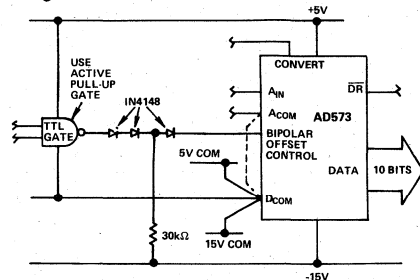 +5V
USE
ACTIVE
PULL-UP
GATE
IN4148
TTL
GATE
CONVERT
AIN
ACOM
DR
AD573
BIPOLAR
OFFSET
CONTROL
DATA
10 BITS
5V COM
DCOM
15V COM
30kΩ
-15V